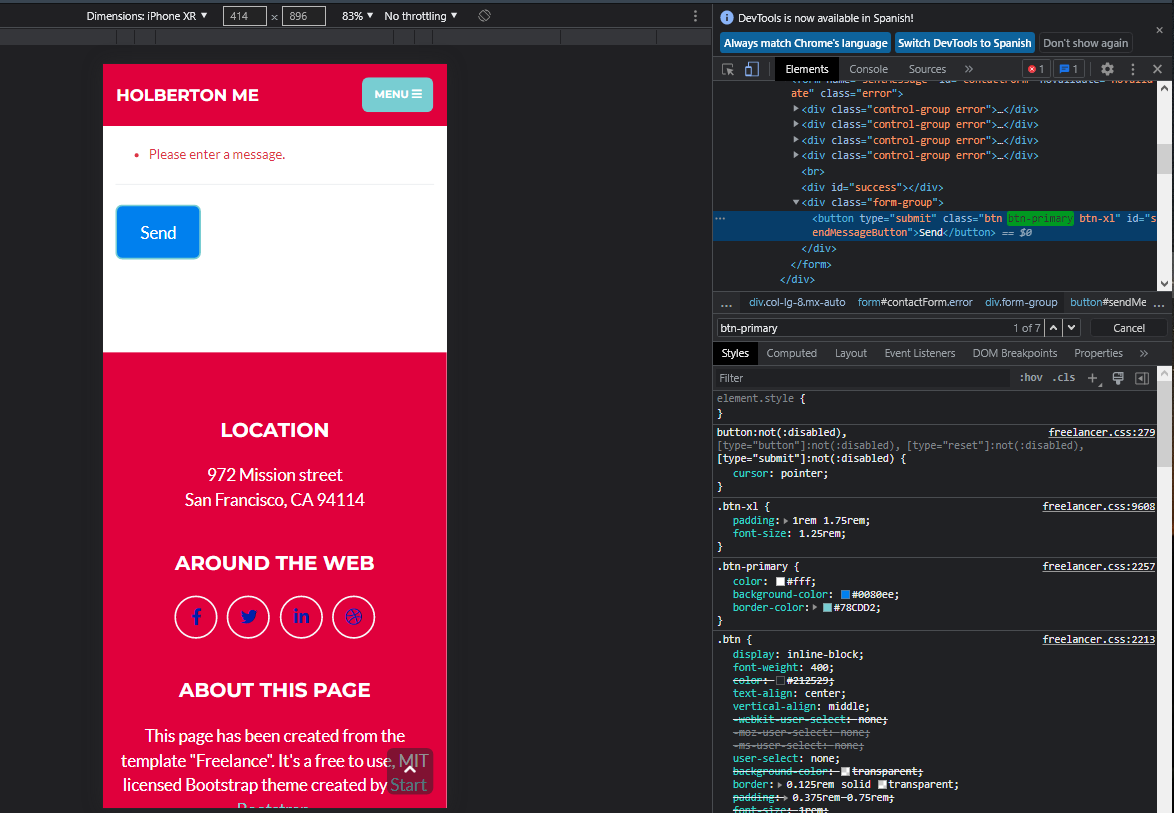 Dimensions: iPhone XR ▼ 414 × 896 83% ▼ No throttling ▼
HOLBERTON ME
MENU
Please enter a message.
Send
LOCATION
972 Mission street
San Francisco, CA 94114
AROUND THE WEB
ABOUT THIS PAGE
This page has been created from the
template "Freelance". It's a free to use, MIT
licensed Bootstrap theme created by Start
Bootstrap
DevTools is now available in Spanish!
Always match Chrome's language Switch DevTools to Spanish Don't show again
Elements Console Sources » 1 1
ate" class="error">
<div class="control-group error">…</div>
<div class="control-group error">…</div>
<div class="control-group error">…</div>
<div class="control-group error">…</div>
<br>
<div id="success"></div>
<div class="form-group">
<button type="submit" class="btn btn-primary btn-xl" id="s
endMessageButton">Send</button> == $0
</div>
</form>
</div>
… div.col-lg-8.mx-auto form#contactForm.error div.form-group button#sendMe …
btn-primary 1 of 7 Cancel
Styles Computed Layout Event Listeners DOM Breakpoints Properties »
Filter :hov .cls +
element.style {
}
button:not(:disabled), freelancer.css:279
[type="button"]:not(:disabled), [type="reset"]:not(:disabled),
[type="submit"]:not(:disabled) {
cursor: pointer;
}
.btn-xl { freelancer.css:9608
padding: 1rem 1.75rem;
font-size: 1.25rem;
}
.btn-primary { freelancer.css:2257
color: #fff;
background-color: #0080ee;
border-color: #78CDD2;
}
.btn { freelancer.css:2213
display: inline-block;
font-weight: 400;
color: #212529;
text-align: center;
vertical-align: middle;
-webkit-user-select: none;
-moz-user-select: none;
-ms-user-select: none;
user-select: none;
background-color: transparent;
border: 0.125rem solid transparent;
padding: 0.375rem 0.75rem;
font-size: 1rem;